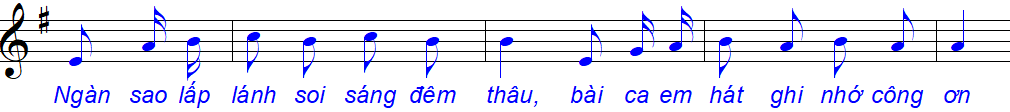 Ngàn sao lấp lánh soi sáng đêm thâu, bài ca em hát ghi nhớ công ơn